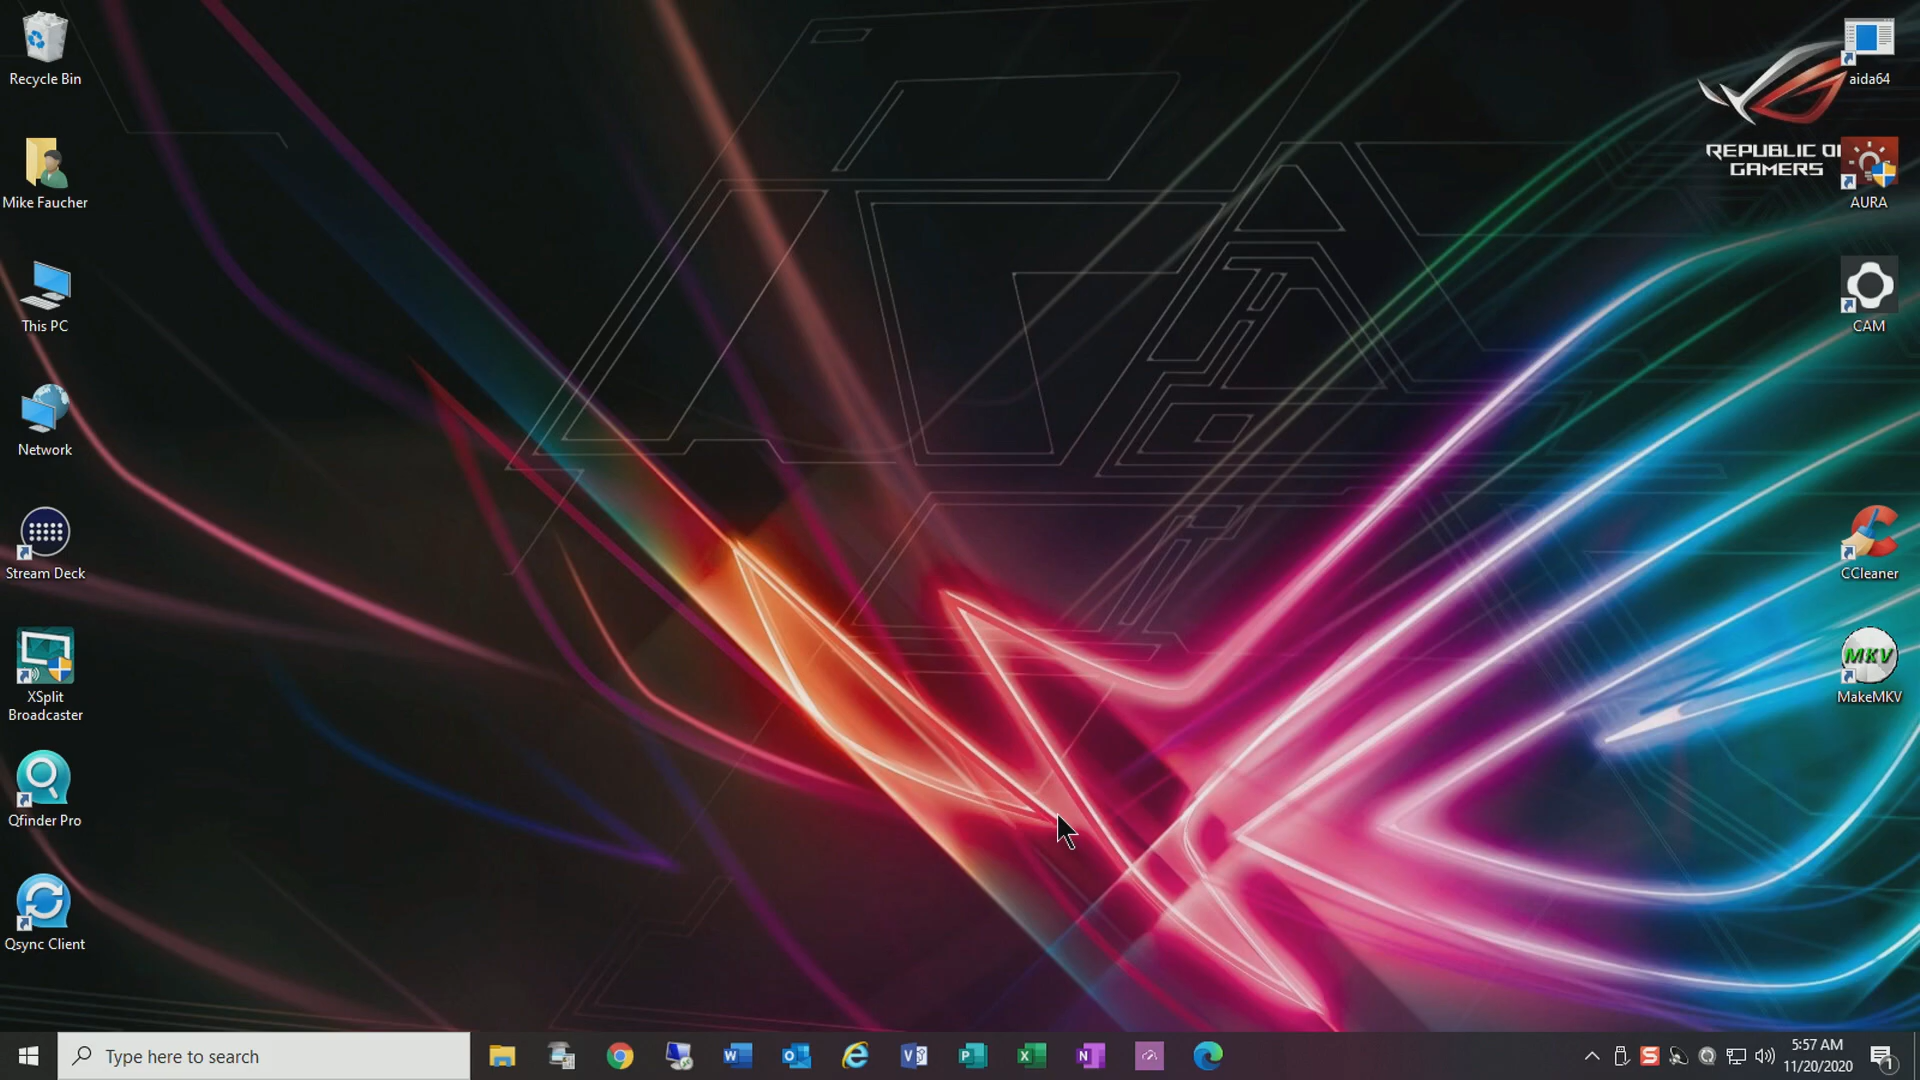 Recycle Bin
Mike Faucher
This PC
Network
Stream Deck
XSplit
Broadcaster
Qfinder Pro
Qsync Client
REPUBLIC OF
GAMERS
aida64
AURA
CAM
CCleaner
MKV
MakeMKV
Type here to search
5:57 AM
11/20/2020
1